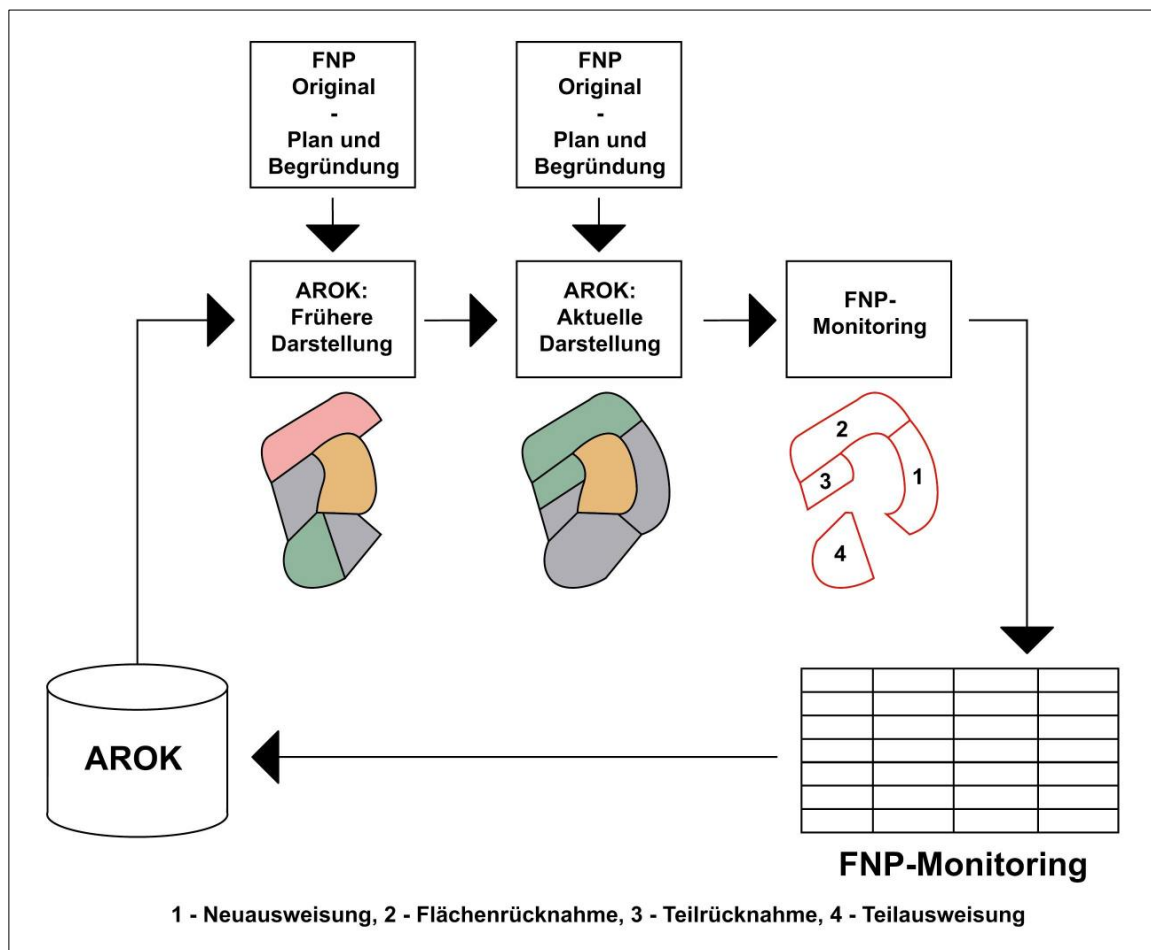 FNP
Original
-
Plan und
Begründung
FNP
Original
-
Plan und
Begründung
AROK:
Frühere
Darstellung
AROK:
Aktuelle
Darstellung
FNP-
Monitoring
2
1
3
4
AROK
FNP-Monitoring
1 - Neuausweisung, 2 - Flächenrücknahme, 3 - Teilrücknahme, 4 - Teilausweisung